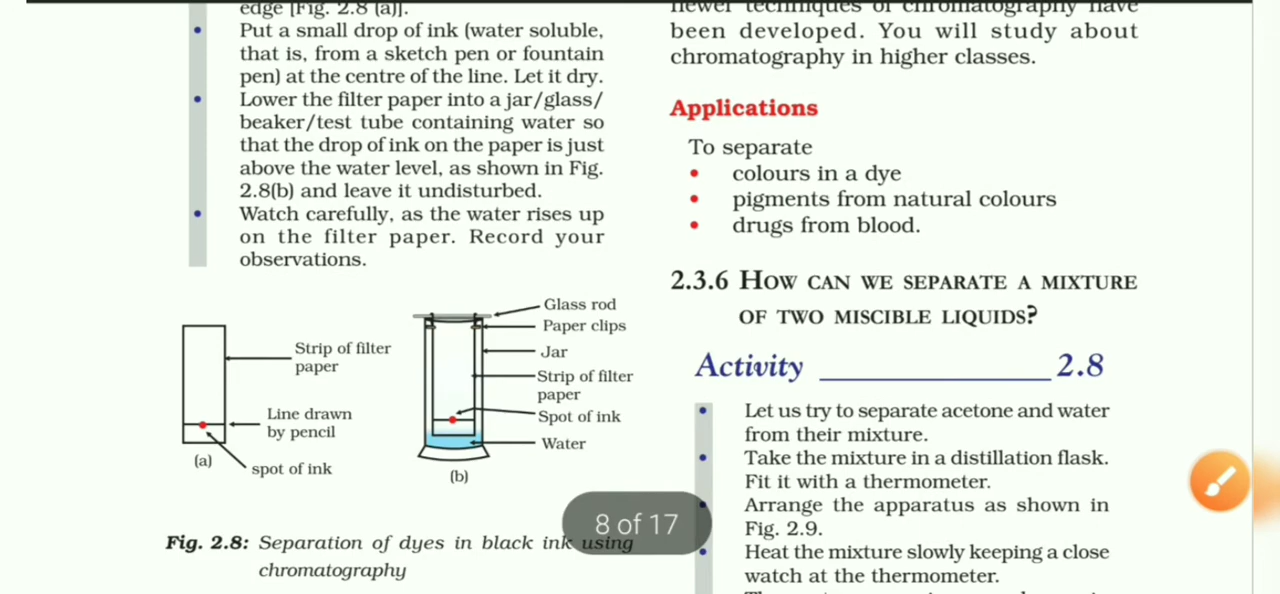 edge [Fig. 2.8 (a)].
• Put a small drop of ink (water soluble,
that is, from a sketch pen or fountain
pen) at the centre of the line. Let it dry.
• Lower the filter paper into a jar/glass/
beaker/test tube containing water so
that the drop of ink on the paper is just
above the water level, as shown in Fig.
2.8(b) and leave it undisturbed.
• Watch carefully, as the water rises up
on the filter paper. Record your
observations.
Strip of filter
paper
Line drawn
by pencil
spot of ink
(a)
Glass rod
Paper clips
Jar
Strip of filter
paper
Spot of ink
Water
(b)
Fig. 2.8: Separation of dyes in black ink using
chromatography
newer techniques of chromatography have
been developed. You will study about
chromatography in higher classes.
Applications
To separate
• colours in a dye
• pigments from natural colours
• drugs from blood.
2.3.6 HOW CAN WE SEPARATE A MIXTURE
OF TWO MISCIBLE LIQUIDS?
Activity ______________ 2.8
• Let us try to separate acetone and water
from their mixture.
• Take the mixture in a distillation flask.
Fit it with a thermometer.
• Arrange the apparatus as shown in
Fig. 2.9.
• Heat the mixture slowly keeping a close
watch at the thermometer.
8 of 17